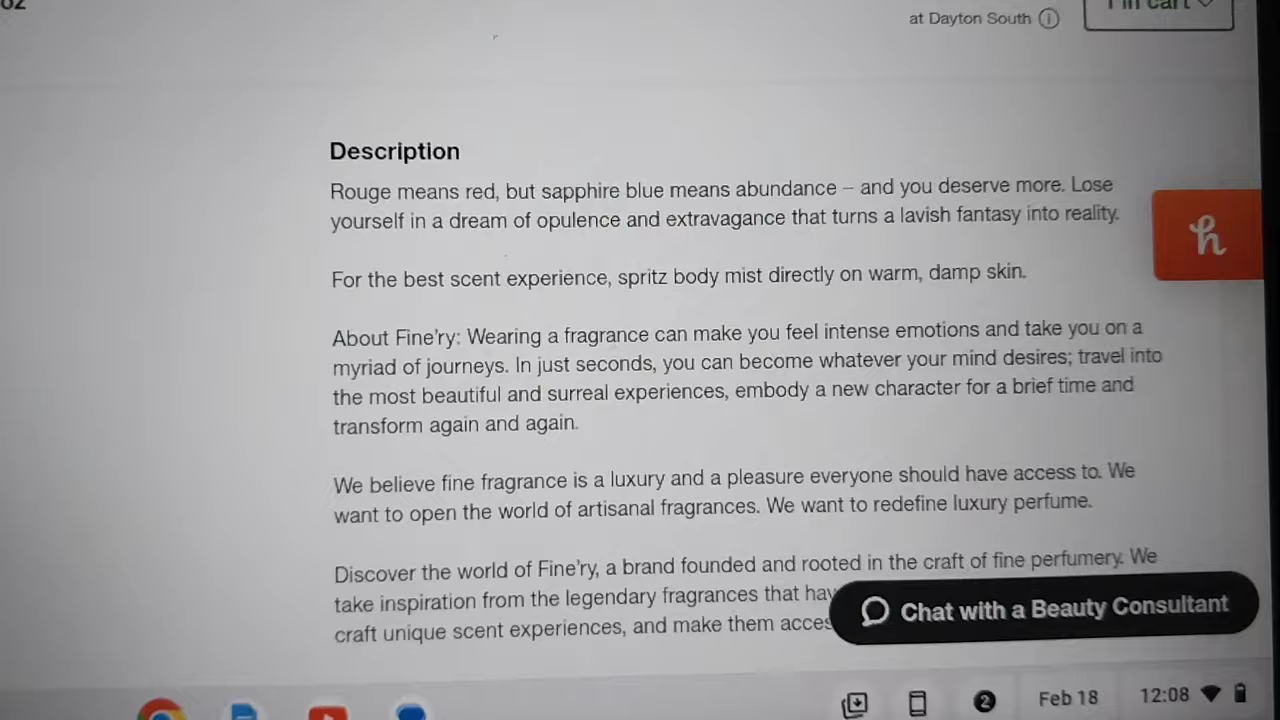 oz
at Dayton South
1 in cart
Description
Rouge means red, but sapphire blue means abundance – and you deserve more. Lose
yourself in a dream of opulence and extravagance that turns a lavish fantasy into reality.
For the best scent experience, spritz body mist directly on warm, damp skin.
About Fine'ry: Wearing a fragrance can make you feel intense emotions and take you on a
myriad of journeys. In just seconds, you can become whatever your mind desires; travel into
the most beautiful and surreal experiences, embody a new character for a brief time and
transform again and again.
We believe fine fragrance is a luxury and a pleasure everyone should have access to. We
want to open the world of artisanal fragrances. We want to redefine luxury perfume.
Discover the world of Fine'ry, a brand founded and rooted in the craft of fine perfumery. We
take inspiration from the legendary fragrances that hav
craft unique scent experiences, and make them acces
h
Chat with a Beauty Consultant
2
Feb 18
12:08